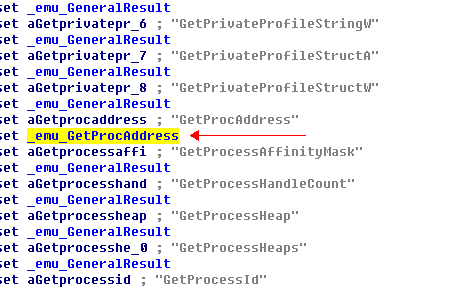 set _emu_GeneralResult
set aGetprivatepr_6 ; "GetPrivateProfileStringW"
set _emu_GeneralResult
set aGetprivatepr_7 ; "GetPrivateProfileStructA"
set _emu_GeneralResult
set aGetprivatepr_8 ; "GetPrivateProfileStructW"
set _emu_GeneralResult
set aGetprocaddress ; "GetProcAddress"
set _emu_GetProcAddress
set aGetprocessaffi ; "GetProcessAffinityMask"
set _emu_GeneralResult
set aGetprocesshand ; "GetProcessHandleCount"
set _emu_GeneralResult
set aGetprocessheap ; "GetProcessHeap"
set _emu_GeneralResult
set aGetprocesshe_0 ; "GetProcessHeaps"
set _emu_GeneralResult
set aGetprocessid ; "GetProcessId"